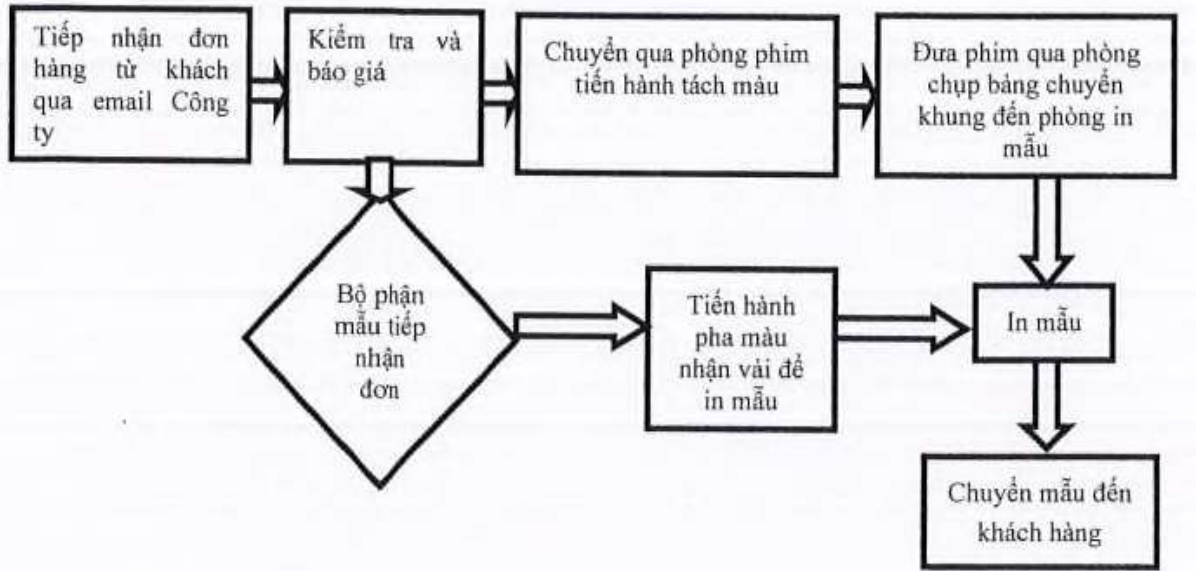 Tiếp nhận đơn
hàng từ khách
qua email Công
ty
Kiểm tra và
báo giá
Chuyển qua phòng phim
tiến hành tách màu
Đưa phim qua phòng
chụp bảng chuyển
khung đến phòng in
mẫu
Bộ phận
mẫu tiếp
nhận
đơn
Tiến hành
pha màu
nhận vải để
in mẫu
In mẫu
Chuyển mẫu đến
khách hàng